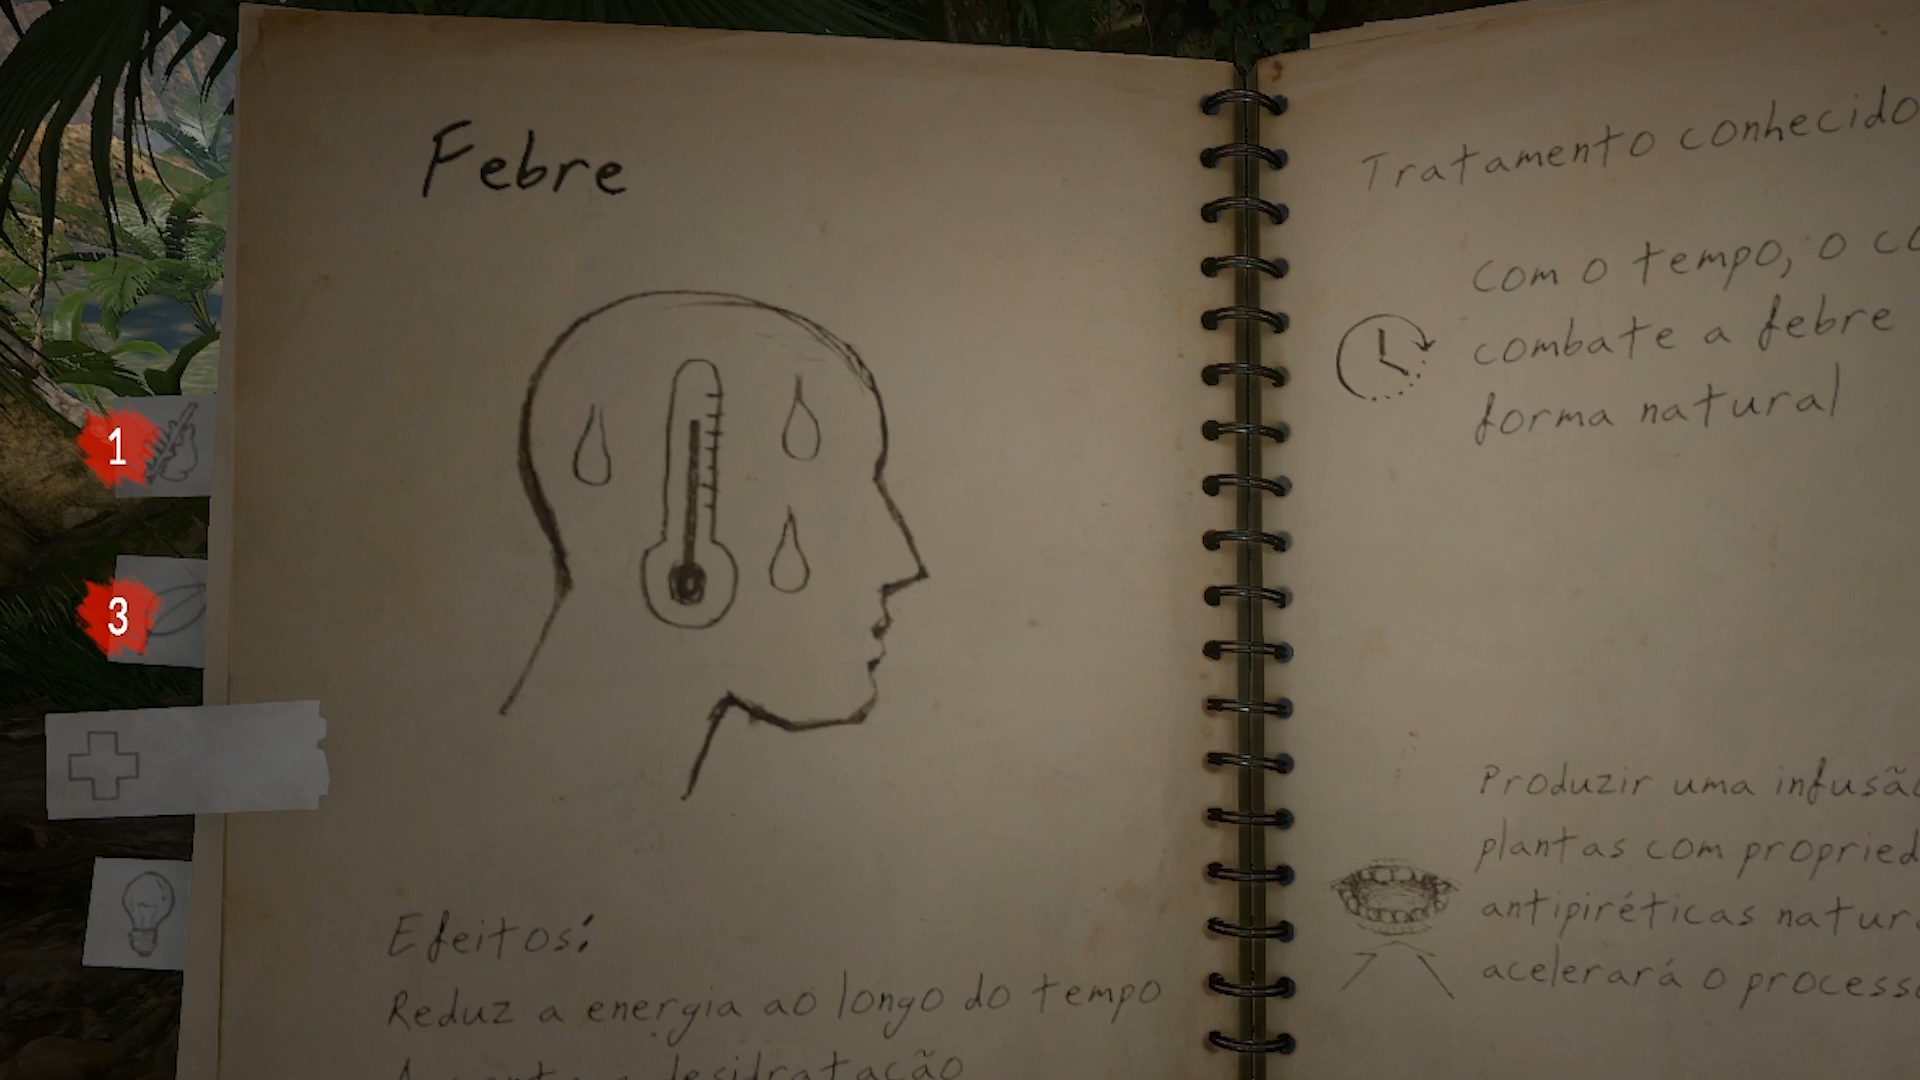 Febre
1
3
Efeitos:
Reduz a energia ao longo do tempo
desidratação
Tratamento conhecido
Com o tempo, o
combate a febre
forma natural
Produzir uma
plantas com
antipiréticas
acelerará o